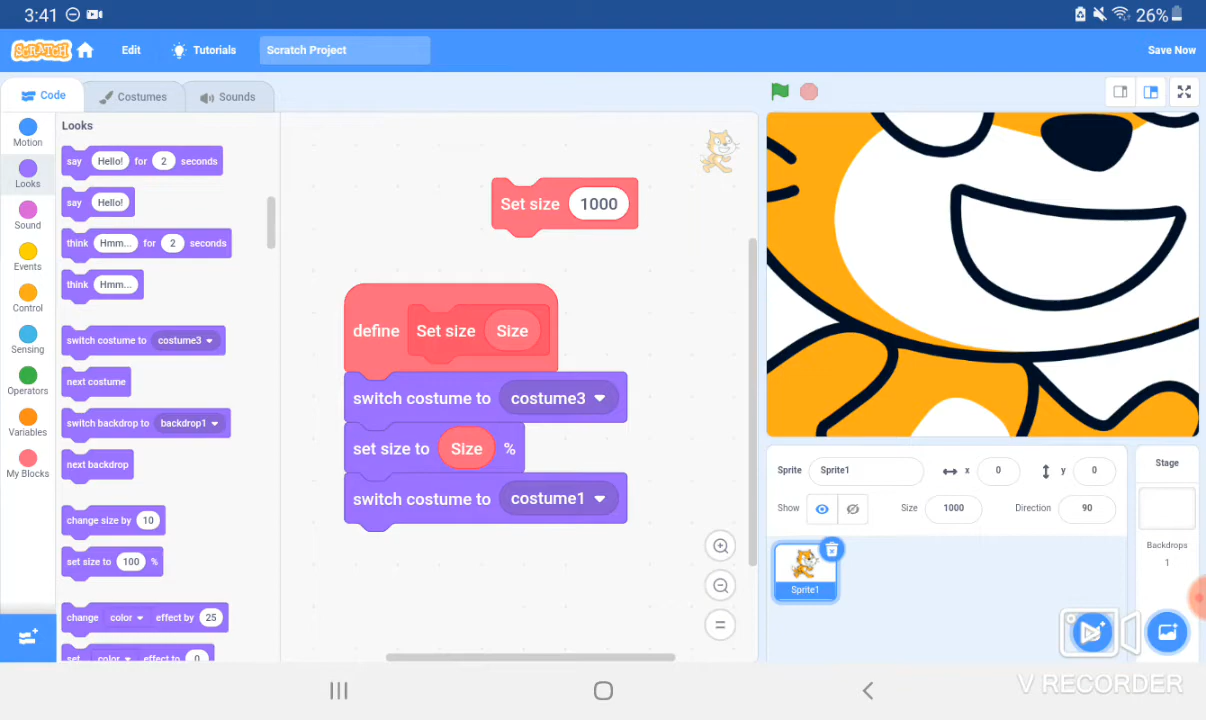 3:41
26%
SCRATCH
Edit
Tutorials
Scratch Project
Save Now
Code
Costumes
Sounds
Motion
Looks
Sound
Events
Control
Sensing
Operators
Variables
My Blocks
Looks
say Hello! for 2 seconds
say Hello!
think Hmm... for 2 seconds
think Hmm...
switch costume to costume3
next costume
switch backdrop to backdrop1
next backdrop
change size by 10
set size to 100 %
change color effect by 25
set color effect to 0
Set size 1000
define Set size Size
switch costume to costume3
set size to Size %
switch costume to costume1
Sprite Sprite1 x 0 y 0
Show Size 1000 Direction 90
Sprite1
Stage
Backdrops
1
V RECORDER